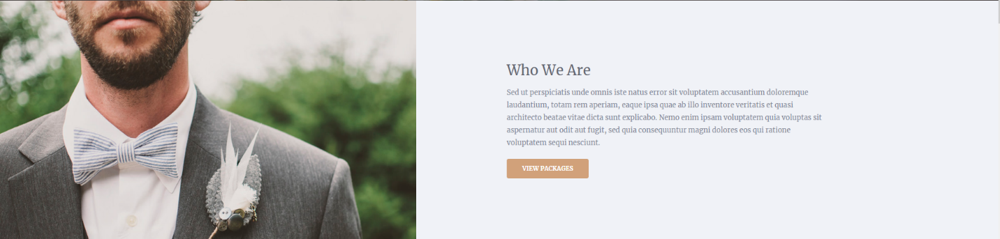 Who We Are
Sed ut perspiciatis unde omnis iste natus error sit voluptatem accusantium doloremque
laudantium, totam rem aperiam, eaque ipsa quae ab illo inventore veritatis et quasi
architecto beatae vitae dicta sunt explicabo. Nemo enim ipsam voluptatem quia voluptas sit
aspernatur aut odit aut fugit, sed quia consequuntur magni dolores eos qui ratione
voluptatem sequi nesciunt.
VIEW PACKAGES